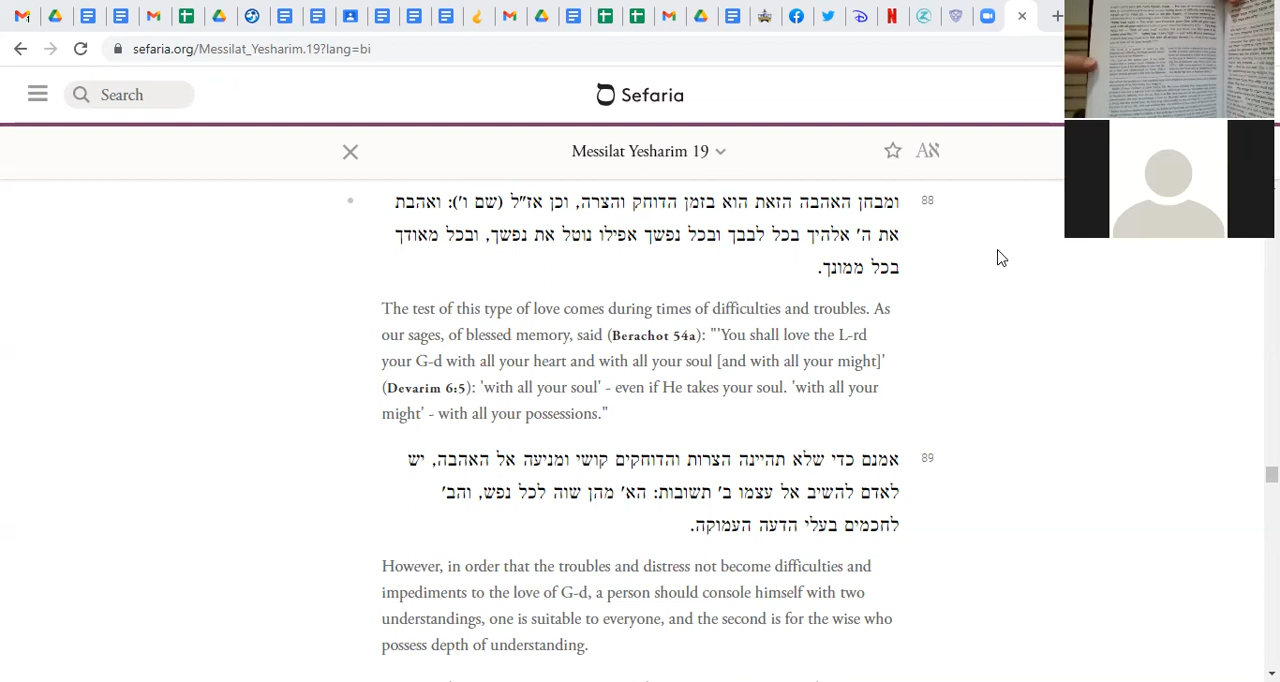 sefaria.org/Messilat_Yesharim.19?lang=bi
Search
Sefaria
Messilat Yesharim 19
ומבחן האהבה הזאת הוא בזמן הדוחק והצרה, וכן אז״ל (שם ו׳): ואהבת
88
את ה׳ אלהיך בכל לבבך ובכל נפשך אפילו נוטל את נפשך, ובכל מאודך
בכל ממונך.
The test of this type of love comes during times of difficulties and troubles. As
our sages, of blessed memory, said (Berachot 54a): "'You shall love the L-rd
your G-d with all your heart and with all your soul [and with all your might]'
(Devarim 6:5): 'with all your soul' - even if He takes your soul. 'with all your
might' - with all your possessions."
אמנם כדי שלא תהיינה הצרות והדוחקים קושי ומניעה אל האהבה, יש
89
לאדם להשיב אל עצמו ב׳ תשובות: הא׳ מהן שוה לכל נפש, והב׳
לחכמים בעלי הדעה העמוקה.
However, in order that the troubles and distress not become difficulties and
impediments to the love of G-d, a person should console himself with two
understandings, one is suitable to everyone, and the second is for the wise who
possess depth of understanding.